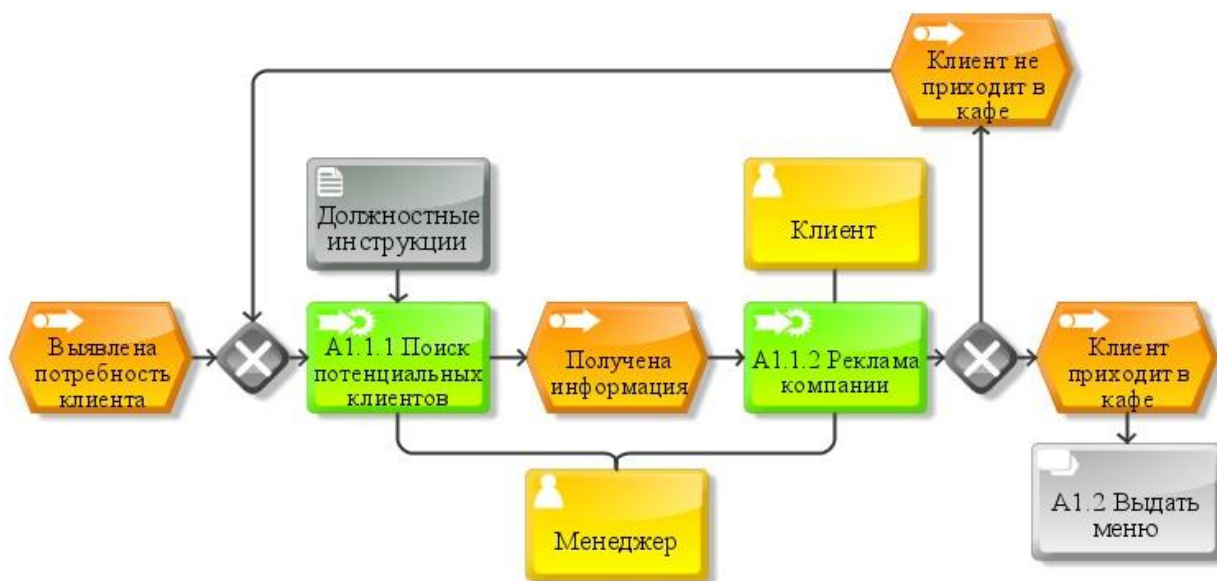 Клиент не
приходит в
кафе
Должностные
инструкции
Клиент
Выявлена
потребность
клиента
А1.1.1 Поиск
потенциальных
клиентов
Получена
информация
А1.1.2 Реклама
компании
Клиент
приходит в
кафе
Менеджер
А1.2 Выдать
меню